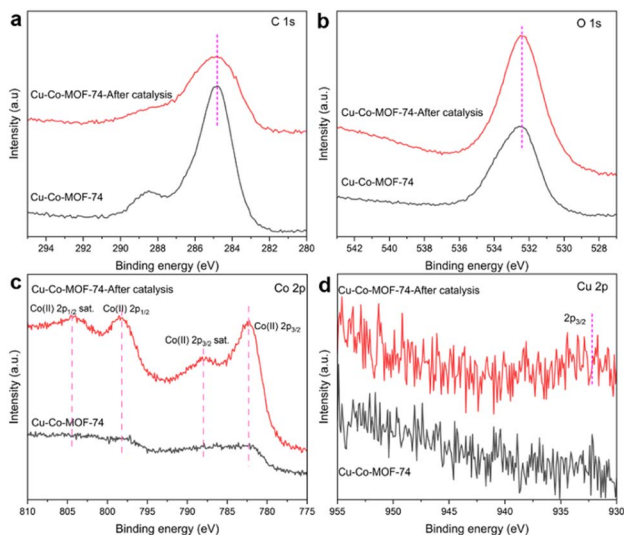 a
C 1s
Cu-Co-MOF-74-After catalysis
Cu-Co-MOF-74
Intensity (a.u)
294 292 290 288 286 284 282 280
Binding energy (eV)
b
O 1s
Cu-Co-MOF-74-After catalysis
Cu-Co-MOF-74
Intensity (a.u)
542 540 538 536 534 532 530 528
Binding energy (eV)
c
Cu-Co-MOF-74-After catalysis
Co 2p
Co(II) 2p1/2 sat.
Co(II) 2p1/2
Co(II) 2p3/2 sat.
Co(II) 2p3/2
Cu-Co-MOF-74
Intensity (a.u.)
810 805 800 795 790 785 780 775
Binding energy (eV)
d
Cu-Co-MOF-74-After catalysis
Cu 2p
2p3/2
Cu-Co-MOF-74
Intensity (a.u.)
955 950 945 940 935 930
Binding energy (eV)